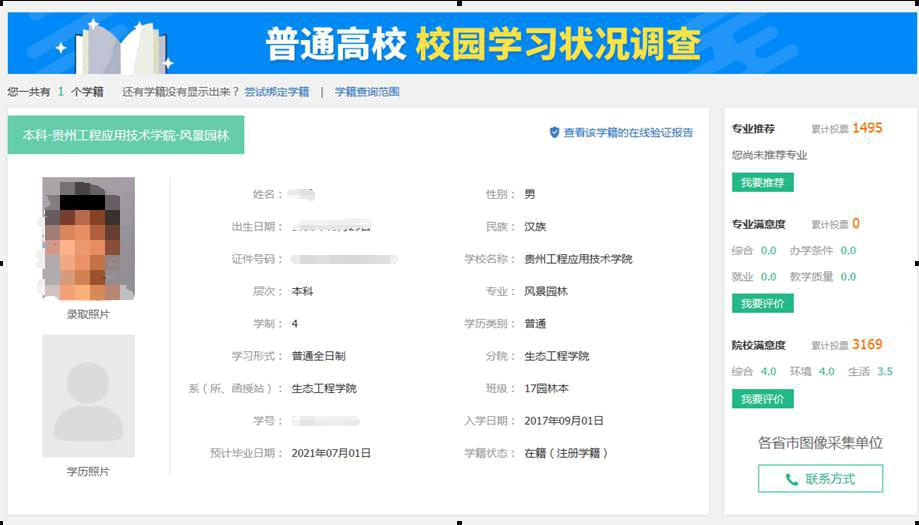 普通高校 校园学习状况调查
您一共有 1 个学籍 还有学籍没有显示出来？ 尝试绑定学籍 | 学籍查询范围
本科-贵州工程应用技术学院-风景园林
查看该学籍的在线验证报告
录取照片
学历照片
姓名： 性别： 男
出生日期： 民族： 汉族
证件号码： 学校名称： 贵州工程应用技术学院
层次： 本科 专业： 风景园林
学制： 4 学历类别： 普通
学习形式： 普通全日制 分院： 生态工程学院
系（所、函授站）： 生态工程学院 班级： 17园林本
学号： 入学日期： 2017年09月01日
预计毕业日期： 2021年07月01日 学籍状态： 在籍（注册学籍）
专业推荐 累计投票 1495
您尚未推荐专业
我要推荐
专业满意度 累计投票 0
综合 0.0 办学条件 0.0
就业 0.0 教学质量 0.0
我要评价
院校满意度 累计投票 3169
综合 4.0 环境 4.0 生活 3.5
我要评价
各省市图像采集单位
联系方式